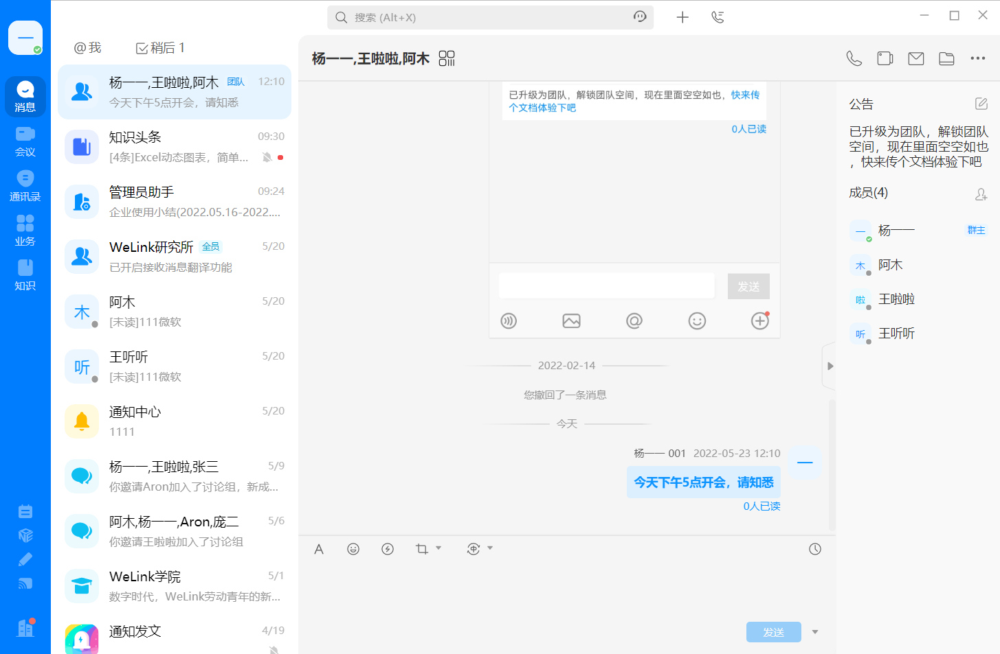 搜索 (Alt+X)
一
消息
会议
通讯录
业务
知识
@我
稍后 1
杨一一,王啦啦,阿木
团队
12:10
今天下午5点开会，请知悉
知识头条
09:30
[4条]Excel动态图表，简单...
管理员助手
09:24
企业使用小结(2022.05.16-2022....
WeLink研究所
全员
5/20
已开启接收消息翻译功能
木
阿木
5/20
[未读]111微软
听
王听听
5/20
[未读]111微软
通知中心
5/20
1111
杨一一,王啦啦,张三
5/9
你邀请Aron加入了讨论组，新成...
阿木,杨一一,Aron,庞二
5/6
你邀请王啦啦加入了讨论组
WeLink学院
5/1
数字时代，WeLink劳动青年的新...
通知发文
4/19
杨一一,王啦啦,阿木
已升级为团队，解锁团队空间，现在里面空空如也，快来传
个文档体验下吧
0人已读
发送
2022-02-14
您撤回了一条消息
今天
杨一一 001 2022-05-23 12:10
一
今天下午5点开会，请知悉
0人已读
A
中
发送
公告
已升级为团队，解锁团队
空间，现在里面空空如也
，快来传个文档体验下吧
成员(4)
一
杨一一
群主
木
阿木
啦
王啦啦
听
王听听